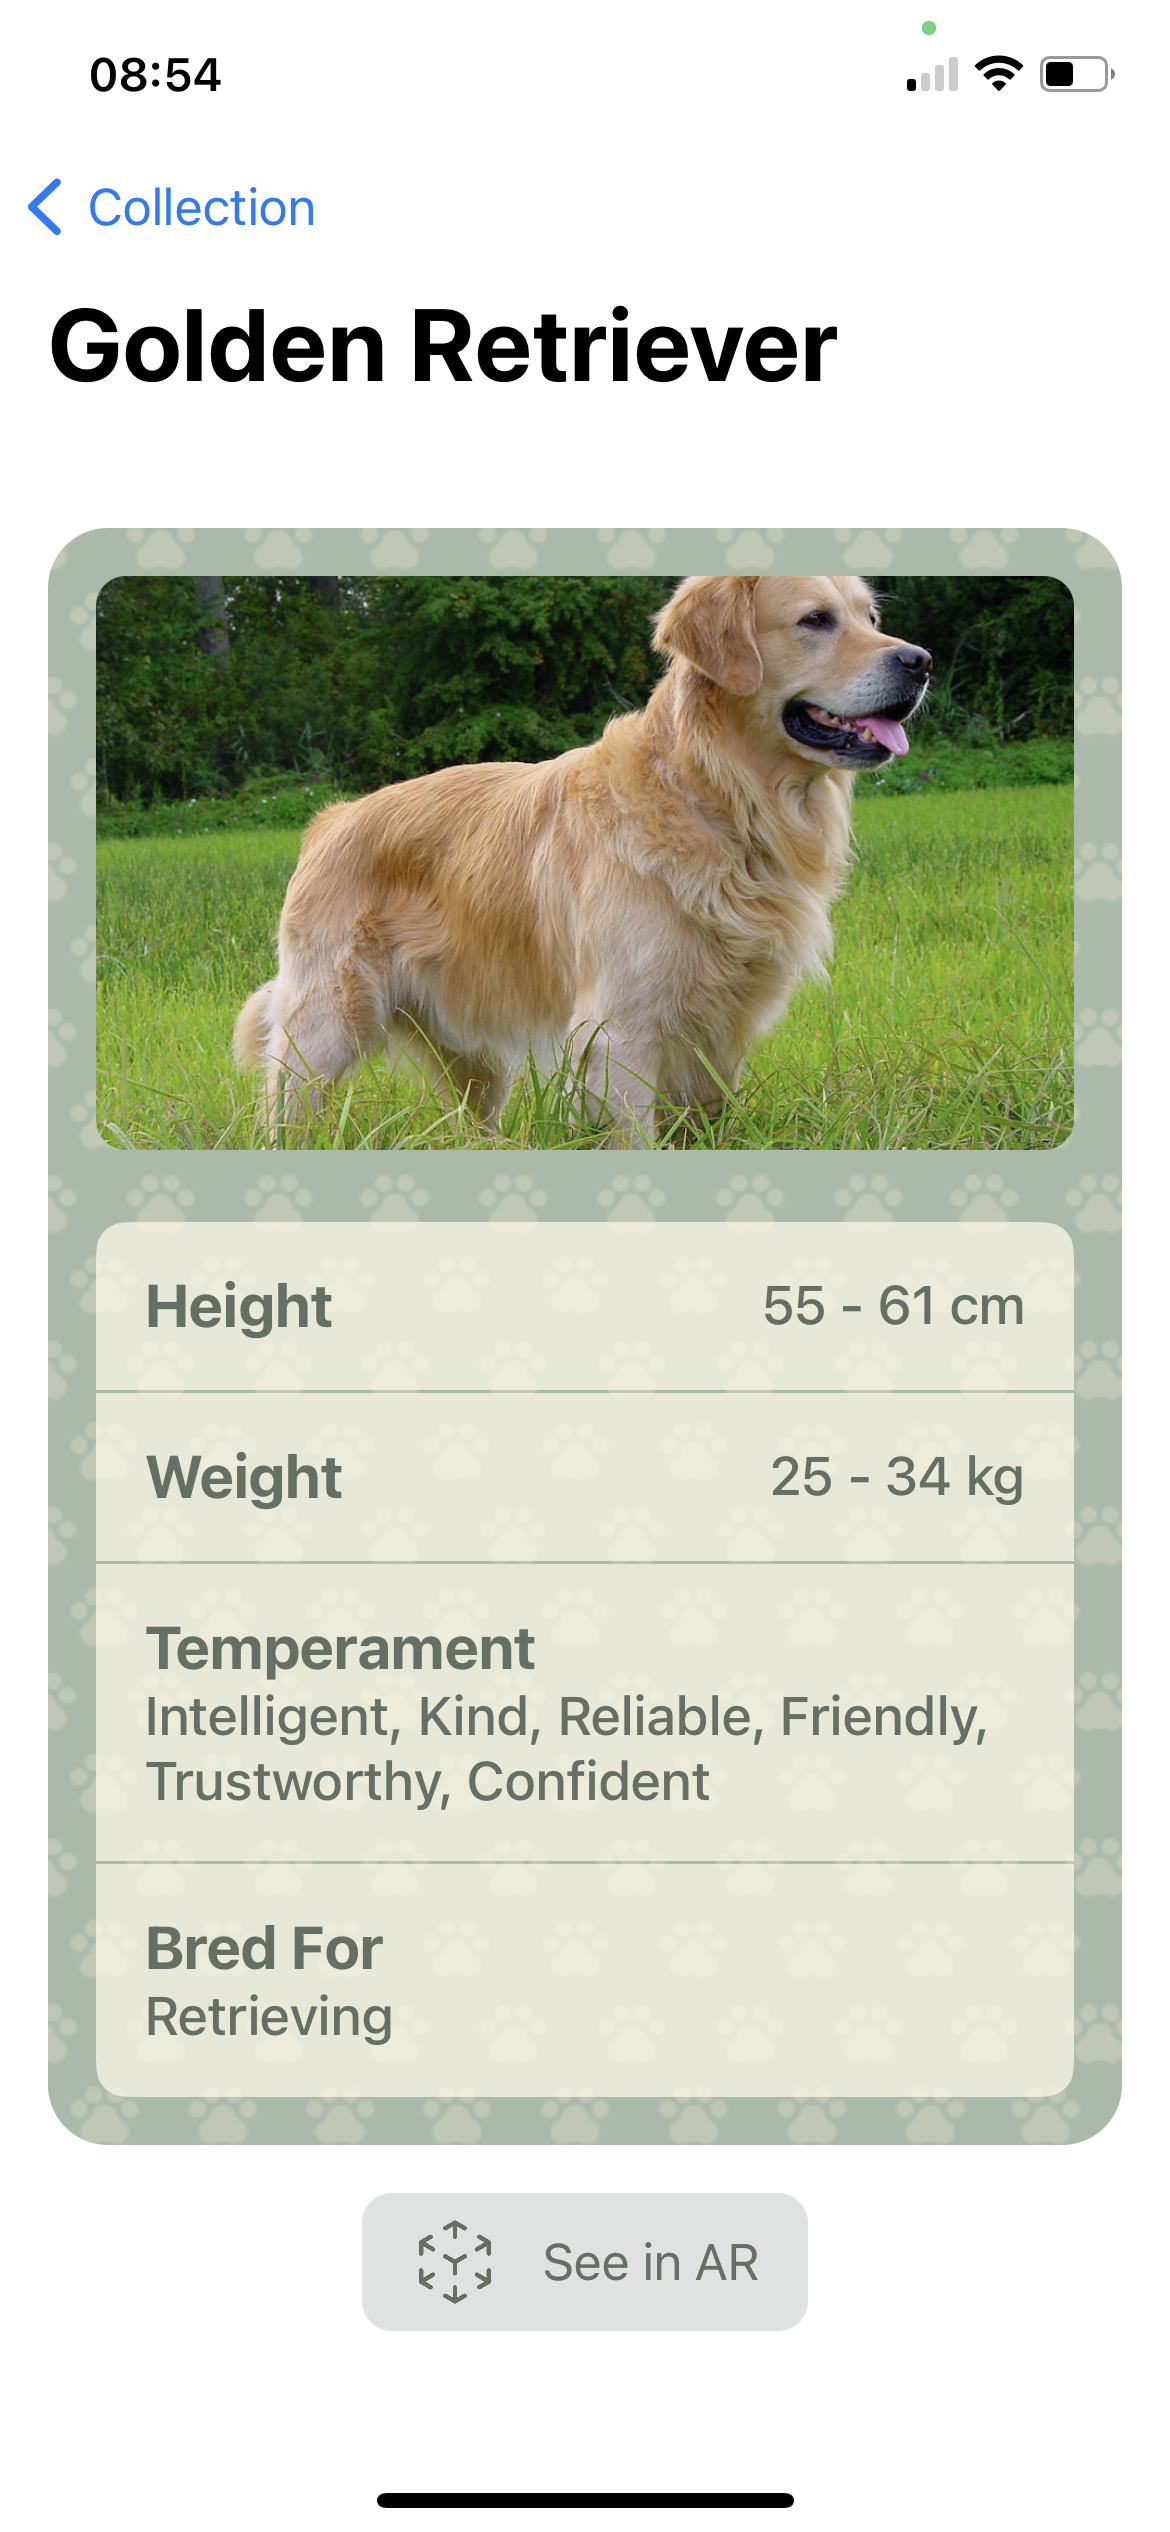 08:54
Collection
Golden Retriever
Height 55 - 61 cm
Weight 25 - 34 kg
Temperament
Intelligent, Kind, Reliable, Friendly,
Trustworthy, Confident
Bred For
Retrieving
See in AR